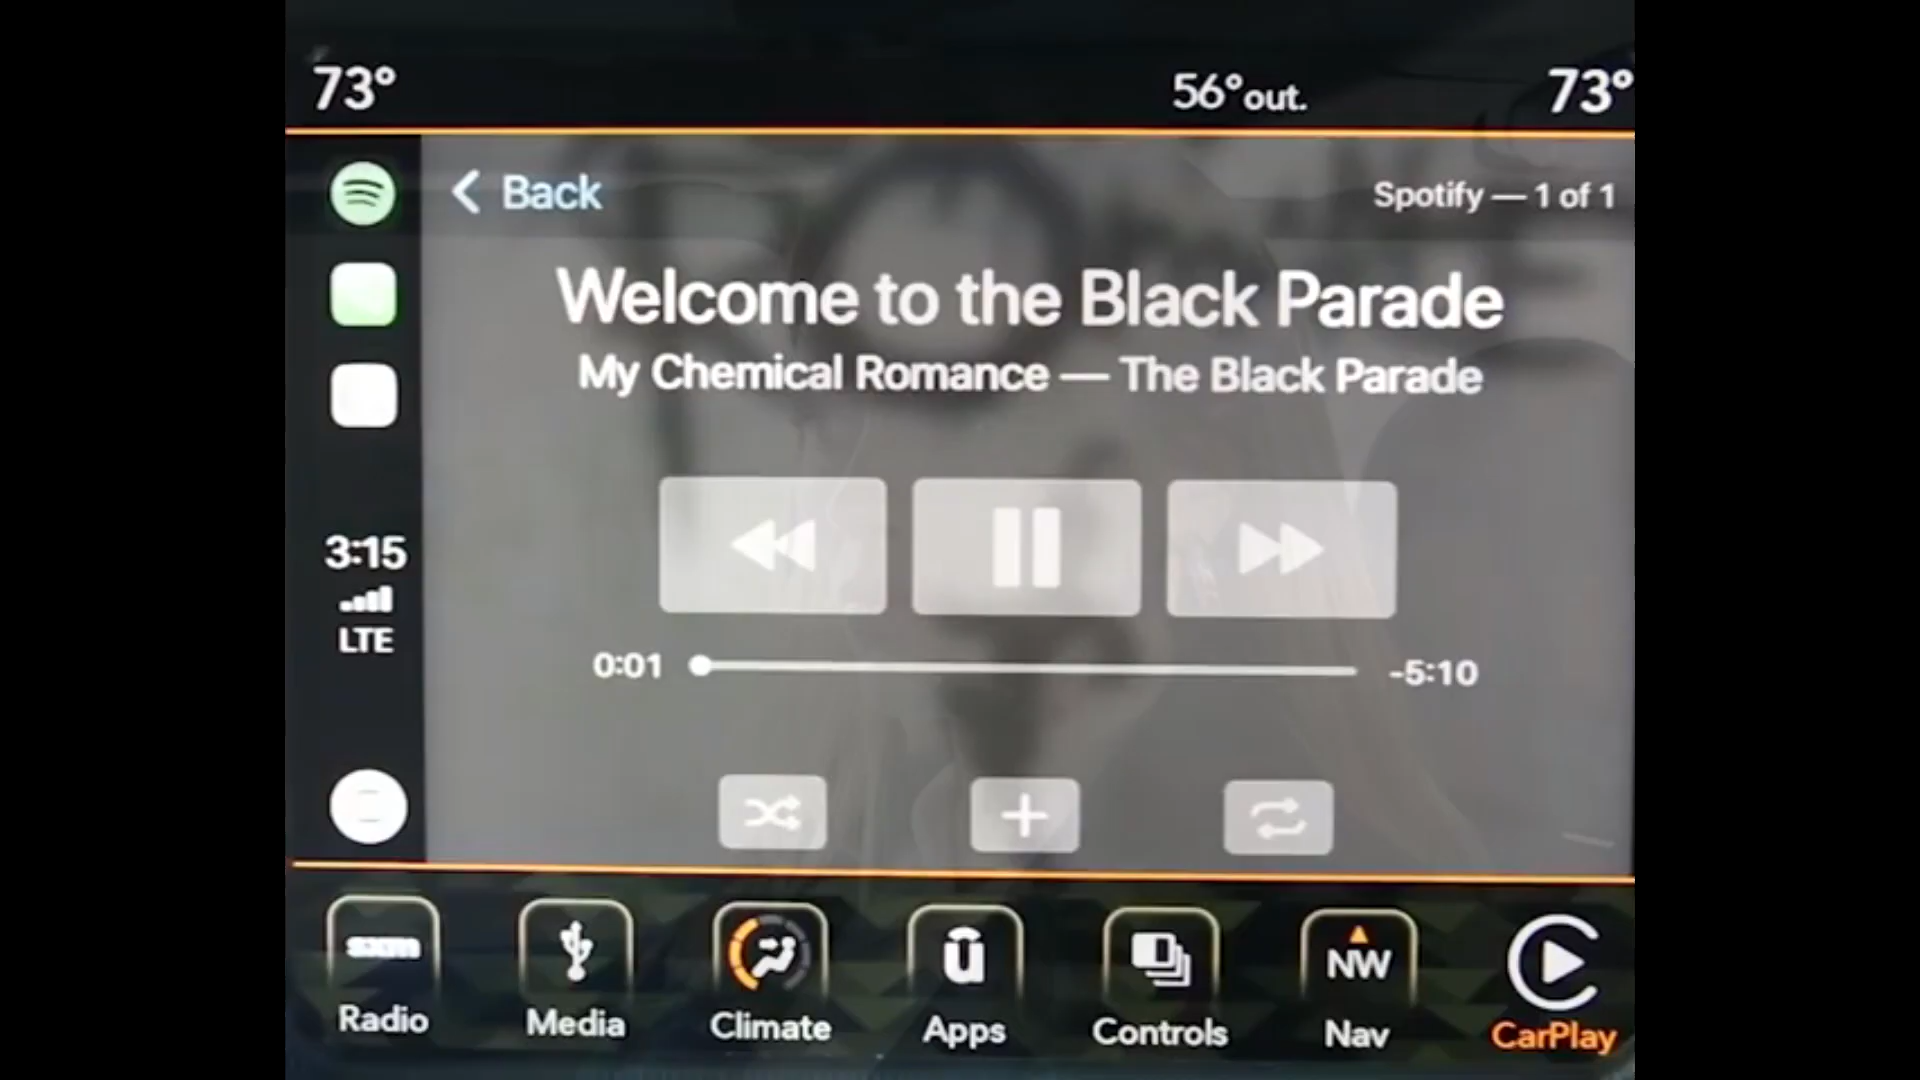 73° 56°out. 73°
Back Spotify — 1 of 1
Welcome to the Black Parade
My Chemical Romance — The Black Parade
3:15
LTE
0:01 -5:10
sxm NW
Radio Media Climate Apps Controls Nav CarPlay